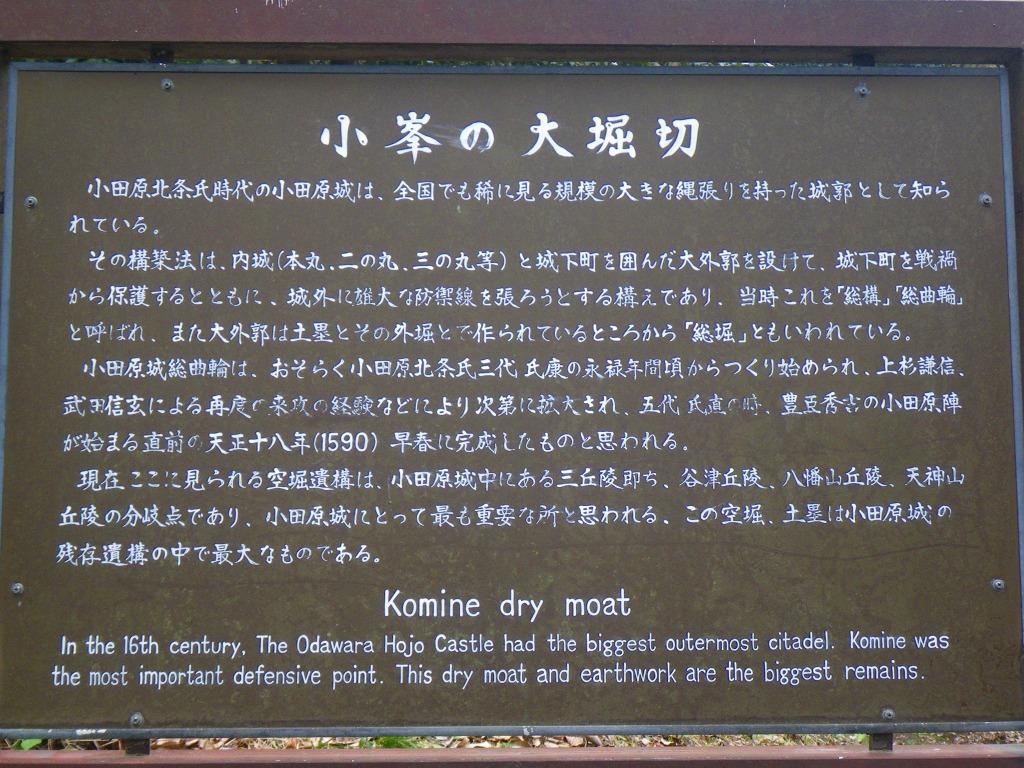 小峯の大堀切
小田原北条氏時代の小田原城は、全国でも稀に見る規模の大きな縄張りを持った城郭として知ら
れている。
その構築法は、内城(本丸、二の丸、三の丸等)と城下町を囲んだ大外郭を設けて、城下町を戦禍
から保護するとともに、城外に雄大な防禦線を張ろうとする構えであり、当時これを「総構」「総曲輪」
と呼ばれ、また大外郭は土塁とその外堀とで作られているところから「総堀」ともいわれている。
小田原城総曲輪は、おそらく小田原北条氏三代 氏康の永禄年間頃からつくり始められ、上杉謙信、
武田信玄による再度の来攻の経験などにより次第に拡大され、五代 氏直の時、豊臣秀吉の小田原陣
が始まる直前の天正十八年(1590) 早春に完成したものと思われる。
現在ここに見られる空堀遺構は、小田原城中にある三丘陵即ち、谷津丘陵、八幡山丘陵、天神山
丘陵の分岐点であり、小田原城にとって最も重要な所と思われる、この空堀、土塁は小田原城の
残存遺構の中で最大なものである。
Komine dry moat
In the 16th century, The Odawara Hojo Castle had the biggest outermost citadel. Komine was
the most important defensive point. This dry moat and earthwork are the biggest remains.